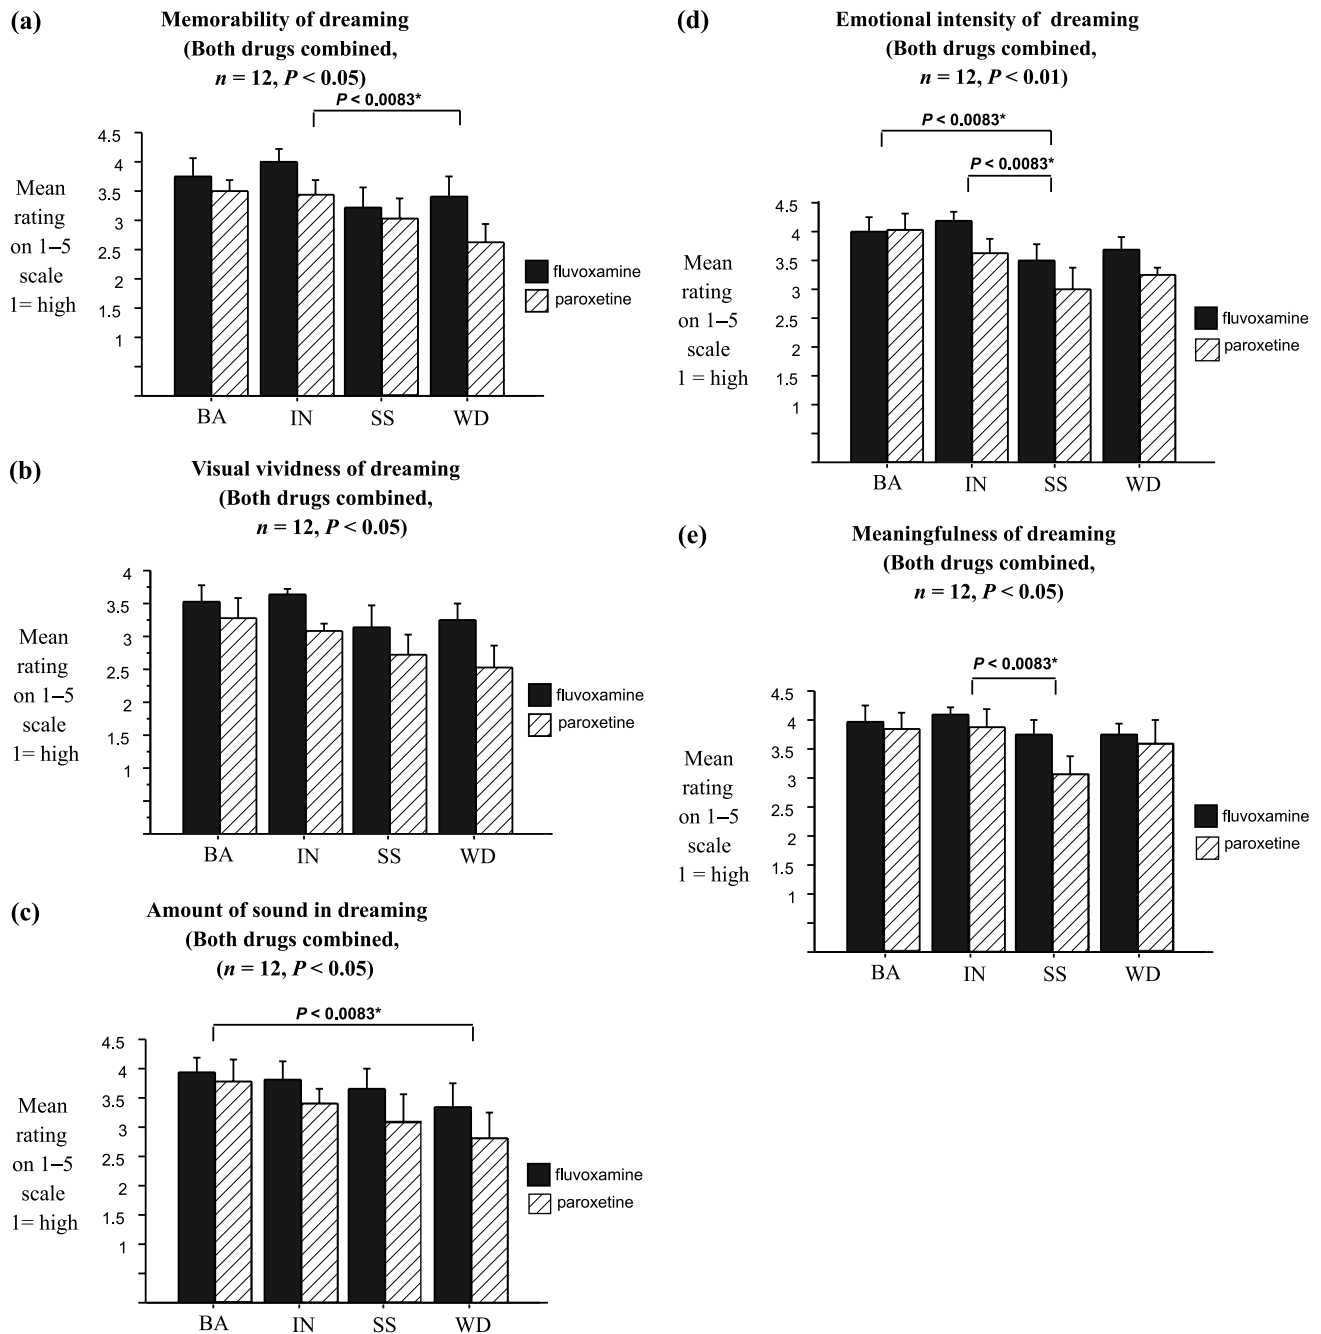 (a)
Memorability of dreaming
(Both drugs combined,
n = 12, P < 0.05)
P < 0.0083*
4.5
4
3.5
3
2.5
2
1.5
1
Mean
rating
on 1–5
scale
1= high
fluvoxamine
paroxetine
BA IN SS WD
(b)
Visual vividness of dreaming
(Both drugs combined,
n = 12, P < 0.05)
4
3.5
3
2.5
2
1.5
1
Mean
rating
on 1–5
scale
1= high
fluvoxamine
paroxetine
BA IN SS WD
(c)
Amount of sound in dreaming
(Both drugs combined,
(n = 12, P < 0.05)
P < 0.0083*
4.5
4
3.5
3
2.5
2
1.5
1
Mean
rating
on 1–5
scale
1= high
fluvoxamine
paroxetine
BA IN SS WD
(d)
Emotional intensity of dreaming
(Both drugs combined,
n = 12, P < 0.01)
P < 0.0083*
P < 0.0083*
4.5
4
3.5
3
2.5
2
1.5
1
Mean
rating
on 1–5
scale
1 = high
fluvoxamine
paroxetine
BA IN SS WD
(e)
Meaningfulness of dreaming
(Both drugs combined,
n = 12, P < 0.05)
P < 0.0083*
4.5
4
3.5
3
2.5
2
1.5
1
Mean
rating
on 1–5
scale
1 = high
fluvoxamine
paroxetine
BA IN SS WD